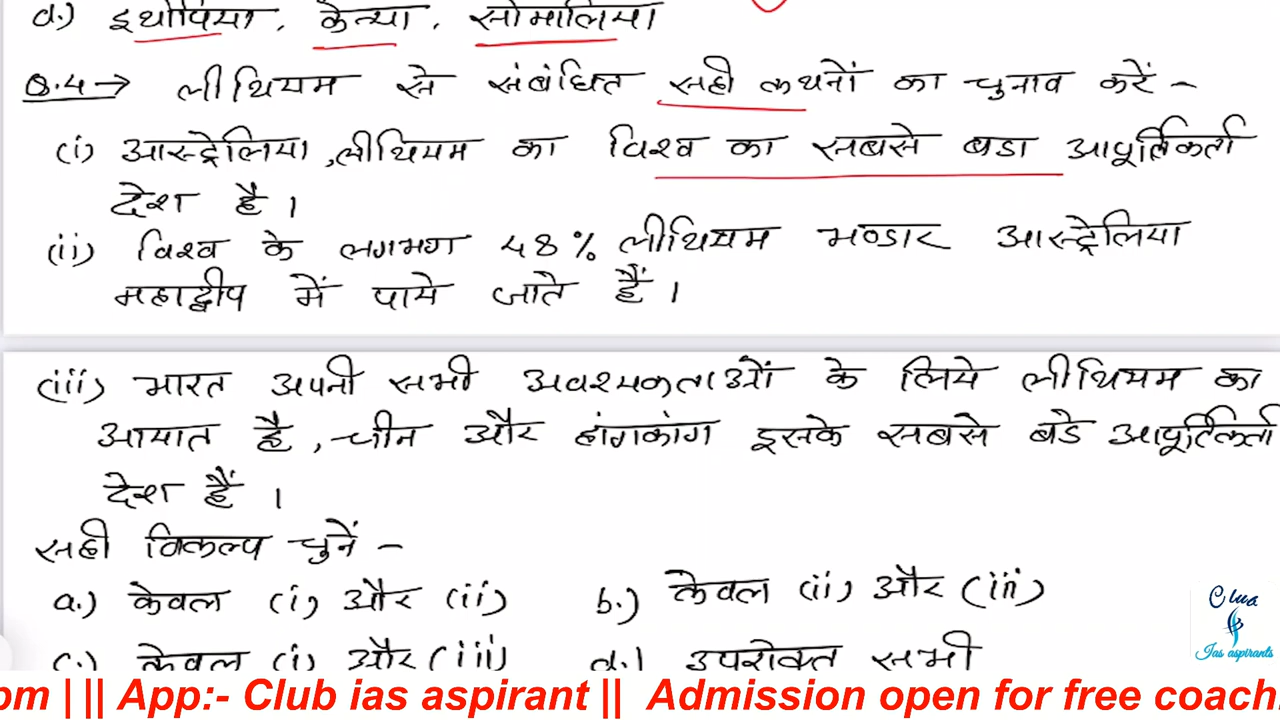 d.) इथोपिया, केन्या, सोमालिया
Q.4→ लीथियम से संबंधित सही कथनों का चुनाव करें -
(i) आस्ट्रेलिया, लीथियम का विश्व का सबसे बडा आपूर्तिकर्ता
देश है ।
(ii) विश्व के लगभग 48% लीथियम भण्डार आस्ट्रेलिया
महाद्वीप में पाये जाते हैं ।
(iii) भारत अपनी सभी अवश्यकताओं के लिये लीथियम का
आयात है, चीन और हांगकांग इसके सबसे बडे आपूर्तिकर्ता
देश हैं ।
सही विकल्प चुनें -
a.) केवल (i) और (ii) b.) केवल (ii) और (iii)
c.) केवल (i) और (iii) d.) उपरोक्त सभी
Club
Ias aspirants
pm | || App:- Club ias aspirant || Admission open for free coach